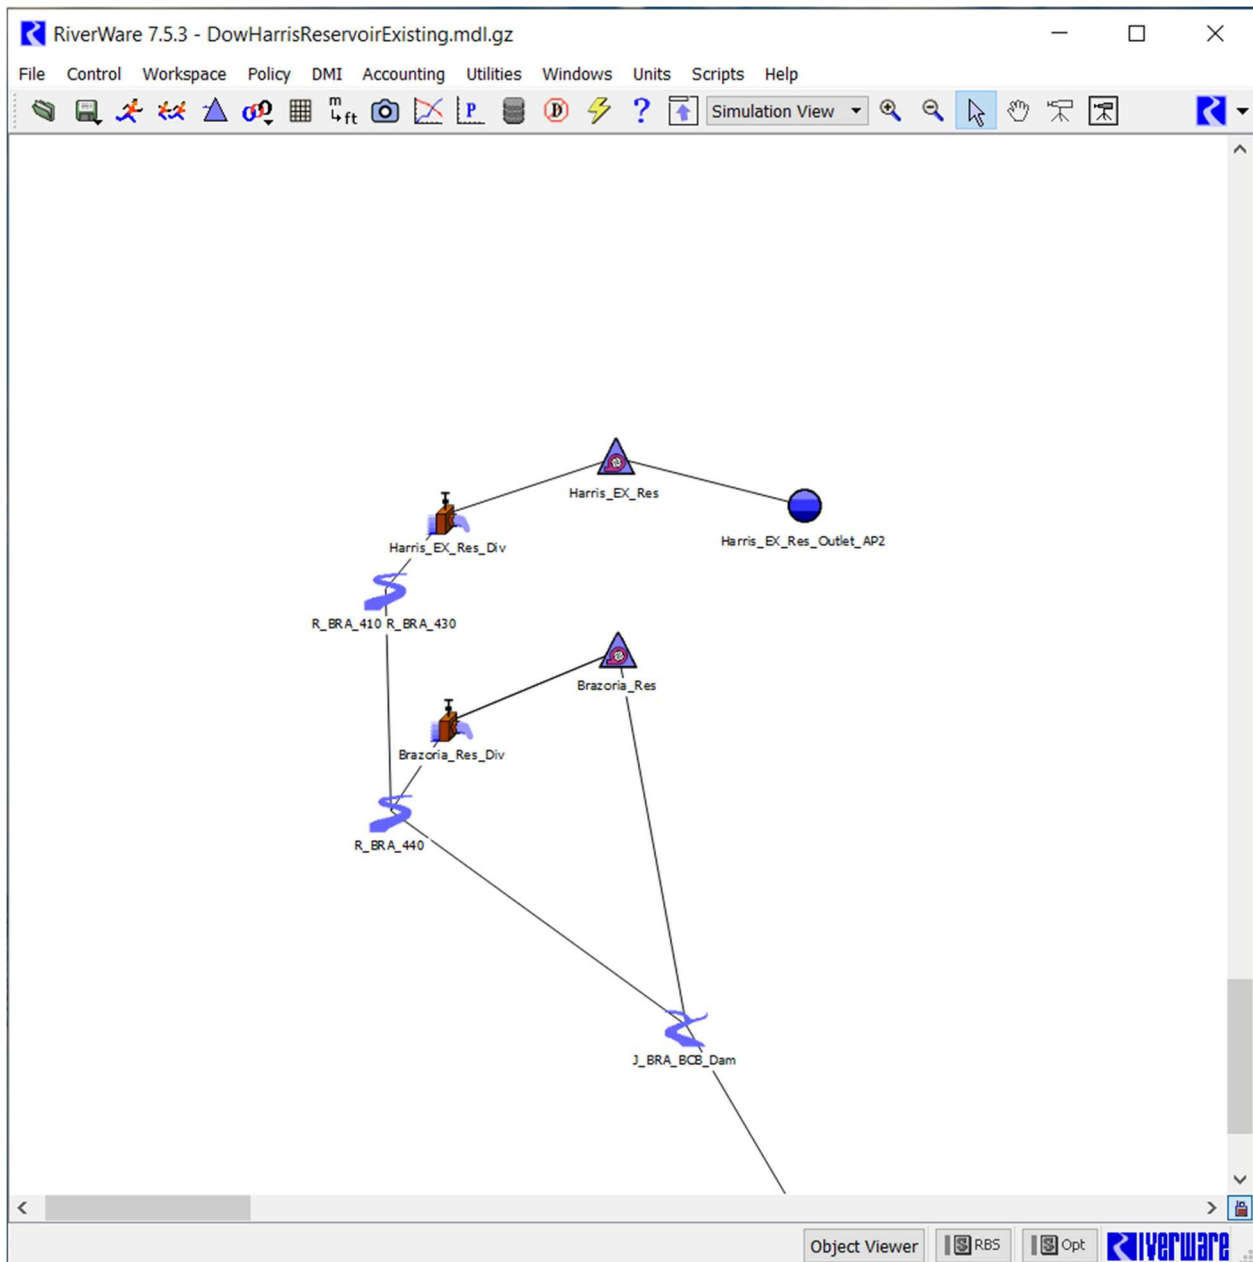 RiverWare 7.5.3 - DowHarrisReservoirExisting.mdl.gz
File Control Workspace Policy DMI Accounting Utilities Windows Units Scripts Help
m ft P D ? Simulation View
Harris_EX_Res
Harris_EX_Res_Div
Harris_EX_Res_Outlet_AP2
R_BRA_410 R_BRA_430
Brazoria_Res
Brazoria_Res_Div
R_BRA_440
J_BRA_BCB_Dam
Object Viewer S RBS S Opt Riverware